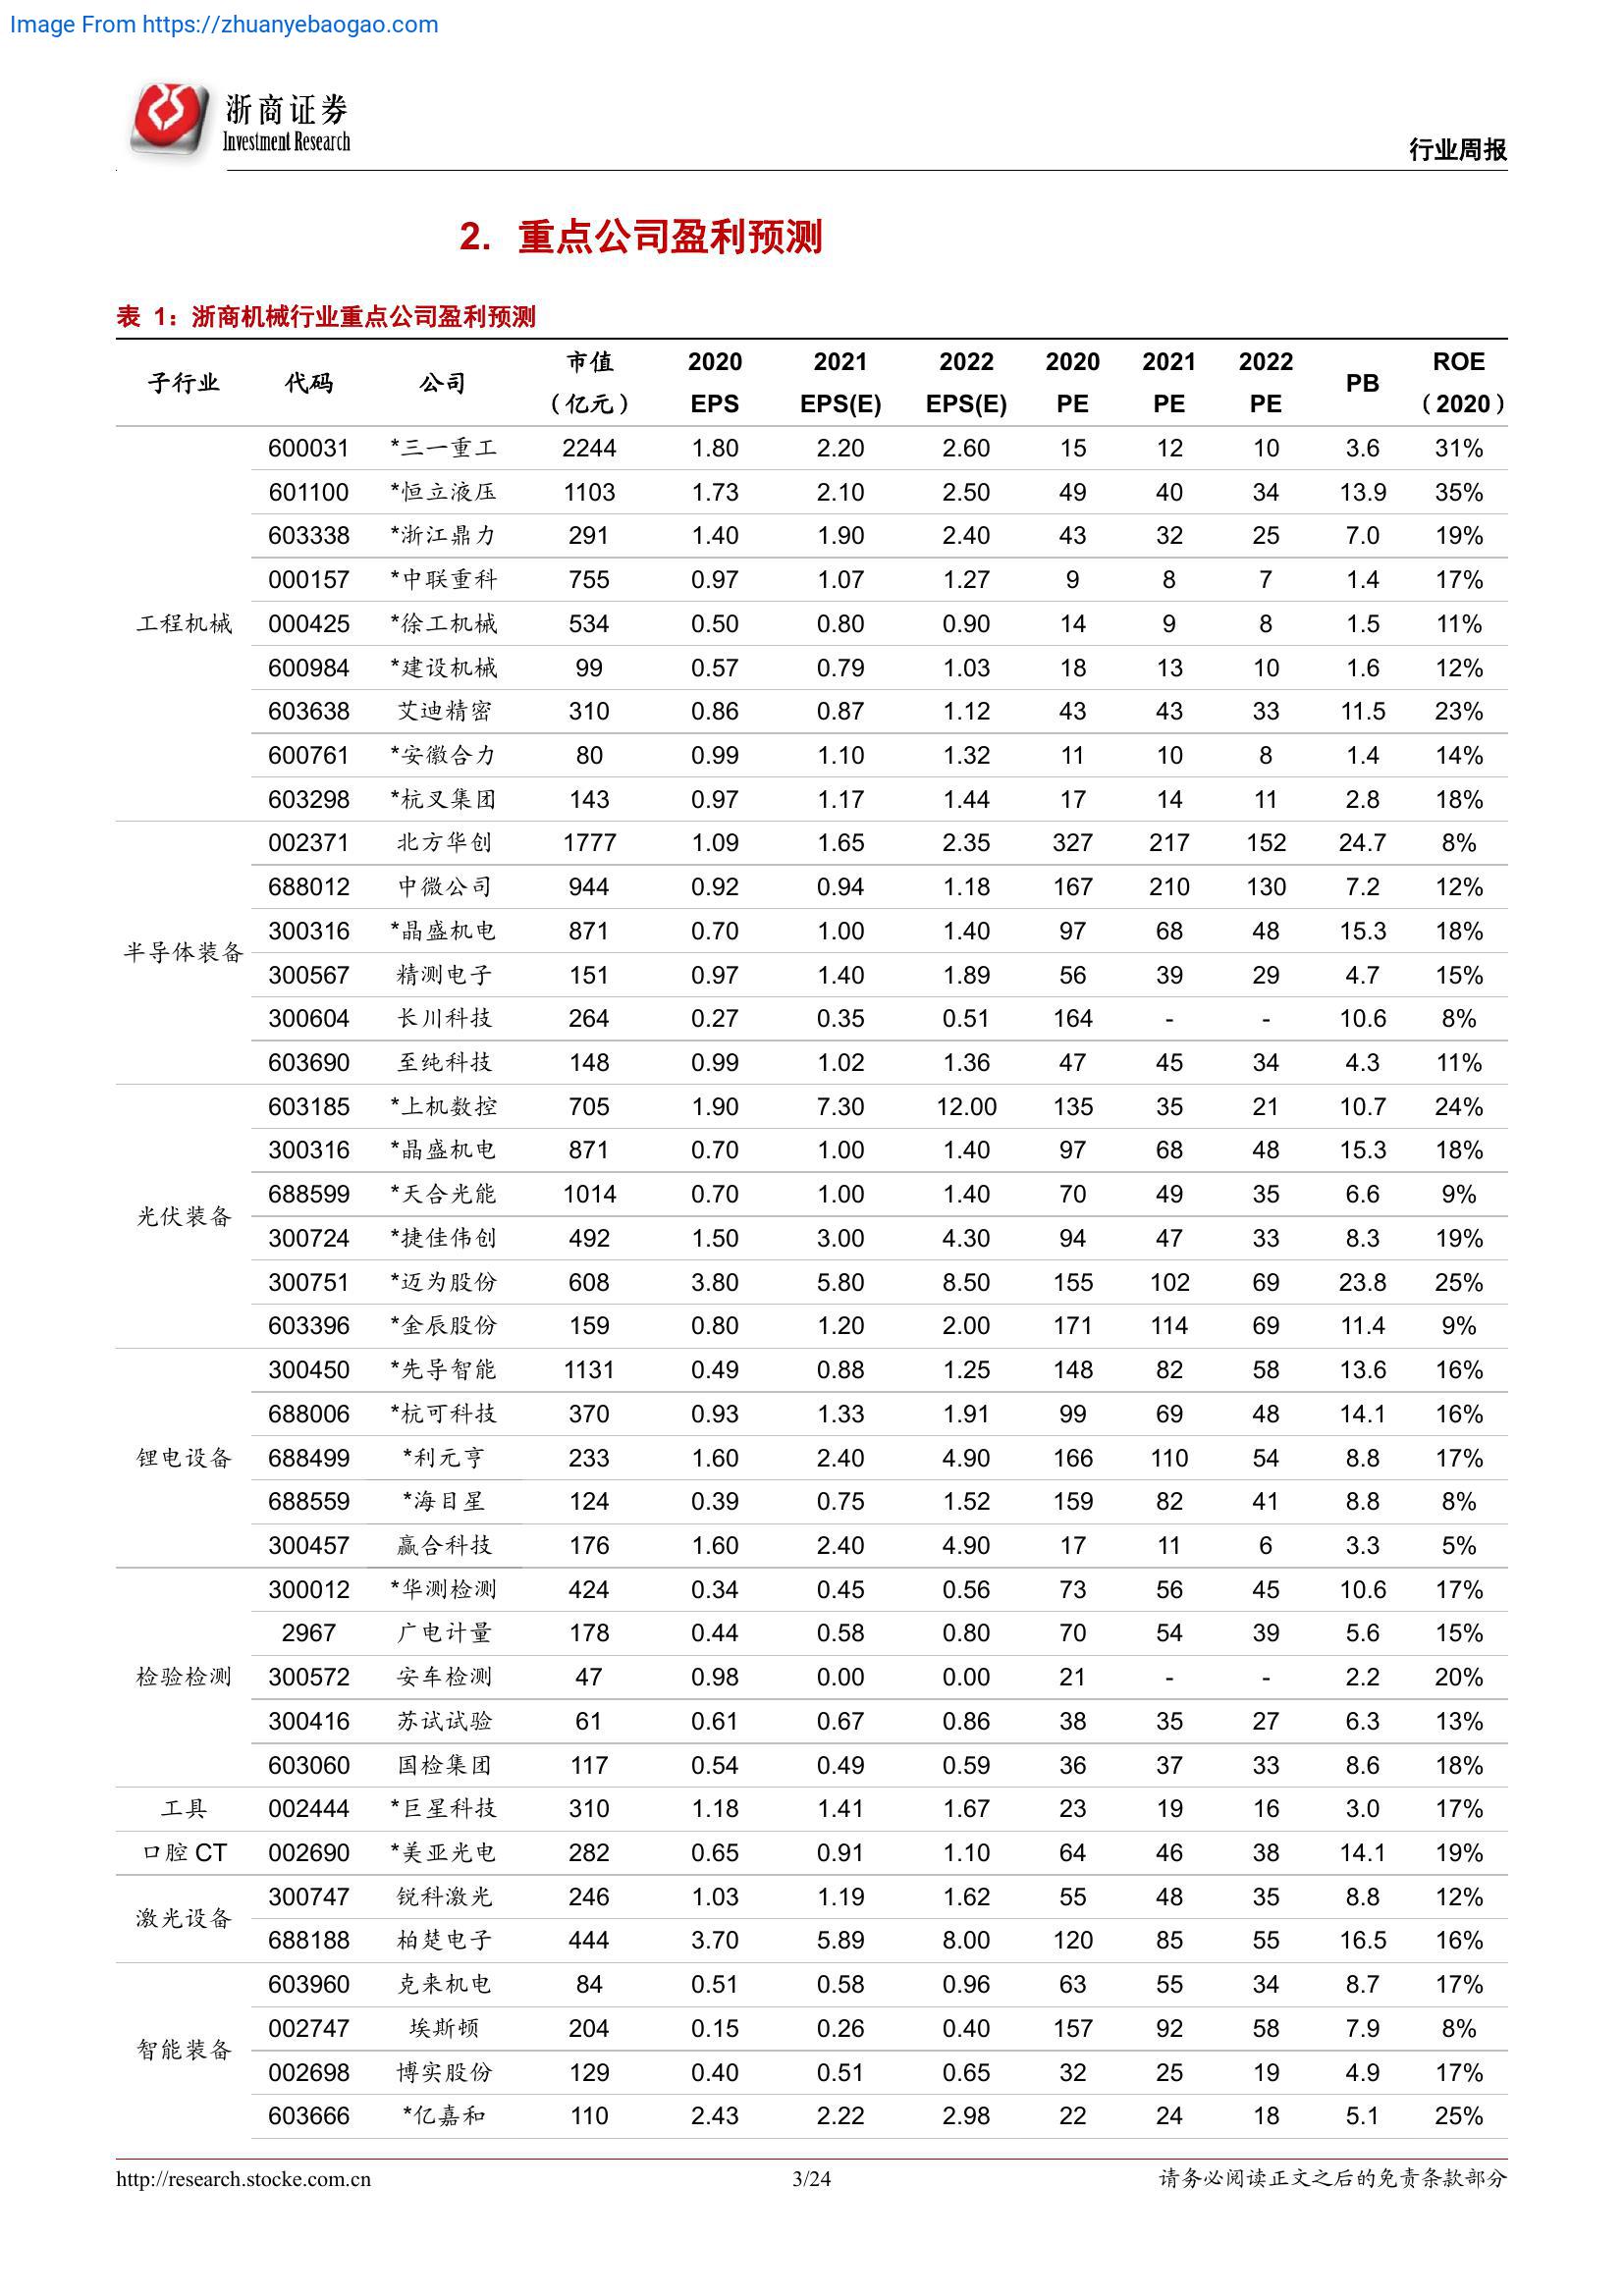 Image From https://zhuanyebaogao.com
浙商证券
Investment Research
行业周报
2. 重点公司盈利预测
表 1：浙商机械行业重点公司盈利预测
子行业 代码 公司 市值（亿元） 2020 EPS 2021 EPS(E) 2022 EPS(E) 2020 PE 2021 PE 2022 PE PB ROE（2020）
工程机械 600031 *三一重工 2244 1.80 2.20 2.60 15 12 10 3.6 31%
601100 *恒立液压 1103 1.73 2.10 2.50 49 40 34 13.9 35%
603338 *浙江鼎力 291 1.40 1.90 2.40 43 32 25 7.0 19%
000157 *中联重科 755 0.97 1.07 1.27 9 8 7 1.4 17%
000425 *徐工机械 534 0.50 0.80 0.90 14 9 8 1.5 11%
600984 *建设机械 99 0.57 0.79 1.03 18 13 10 1.6 12%
603638 艾迪精密 310 0.86 0.87 1.12 43 43 33 11.5 23%
600761 *安徽合力 80 0.99 1.10 1.32 11 10 8 1.4 14%
603298 *杭叉集团 143 0.97 1.17 1.44 17 14 11 2.8 18%
半导体装备 002371 北方华创 1777 1.09 1.65 2.35 327 217 152 24.7 8%
688012 中微公司 944 0.92 0.94 1.18 167 210 130 7.2 12%
300316 *晶盛机电 871 0.70 1.00 1.40 97 68 48 15.3 18%
300567 精测电子 151 0.97 1.40 1.89 56 39 29 4.7 15%
300604 长川科技 264 0.27 0.35 0.51 164 - - 10.6 8%
603690 至纯科技 148 0.99 1.02 1.36 47 45 34 4.3 11%
光伏装备 603185 *上机数控 705 1.90 7.30 12.00 135 35 21 10.7 24%
300316 *晶盛机电 871 0.70 1.00 1.40 97 68 48 15.3 18%
688599 *天合光能 1014 0.70 1.00 1.40 70 49 35 6.6 9%
300724 *捷佳伟创 492 1.50 3.00 4.30 94 47 33 8.3 19%
300751 *迈为股份 608 3.80 5.80 8.50 155 102 69 23.8 25%
603396 *金辰股份 159 0.80 1.20 2.00 171 114 69 11.4 9%
锂电设备 300450 *先导智能 1131 0.49 0.88 1.25 148 82 58 13.6 16%
688006 *杭可科技 370 0.93 1.33 1.91 99 69 48 14.1 16%
688499 *利元亨 233 1.60 2.40 4.90 166 110 54 8.8 17%
688559 *海目星 124 0.39 0.75 1.52 159 82 41 8.8 8%
300457 赢合科技 176 1.60 2.40 4.90 17 11 6 3.3 5%
检验检测 300012 *华测检测 424 0.34 0.45 0.56 73 56 45 10.6 17%
2967 广电计量 178 0.44 0.58 0.80 70 54 39 5.6 15%
300572 安车检测 47 0.98 0.00 0.00 21 - - 2.2 20%
300416 苏试试验 61 0.61 0.67 0.86 38 35 27 6.3 13%
603060 国检集团 117 0.54 0.49 0.59 36 37 33 8.6 18%
工具 002444 *巨星科技 310 1.18 1.41 1.67 23 19 16 3.0 17%
口腔 CT 002690 *美亚光电 282 0.65 0.91 1.10 64 46 38 14.1 19%
激光设备 300747 锐科激光 246 1.03 1.19 1.62 55 48 35 8.8 12%
688188 柏楚电子 444 3.70 5.89 8.00 120 85 55 16.5 16%
智能装备 603960 克来机电 84 0.51 0.58 0.96 63 55 34 8.7 17%
002747 埃斯顿 204 0.15 0.26 0.40 157 92 58 7.9 8%
002698 博实股份 129 0.40 0.51 0.65 32 25 19 4.9 17%
603666 *亿嘉和 110 2.43 2.22 2.98 22 24 18 5.1 25%
http://research.stocke.com.cn 3/24 请务必阅读正文之后的免责条款部分